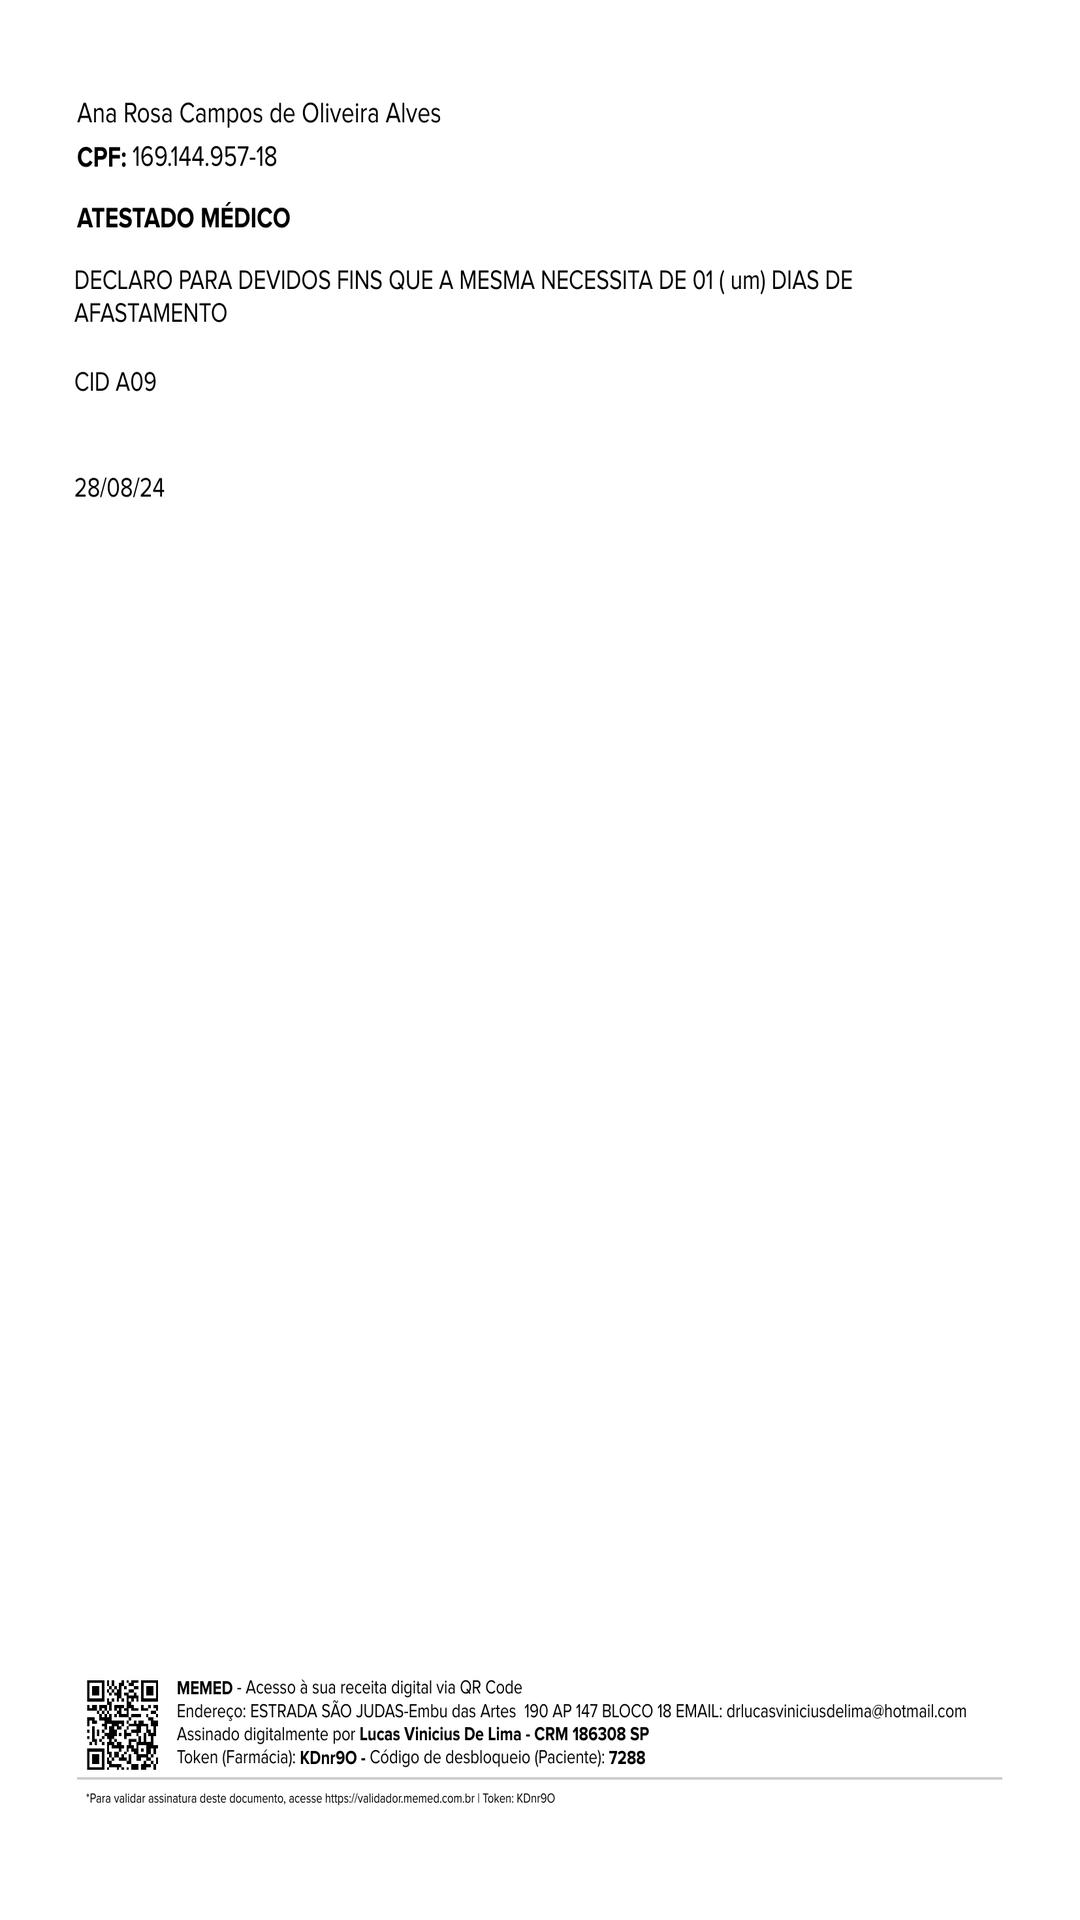 Ana Rosa Campos de Oliveira Alves
CPF: 169.144.957-18
ATESTADO MÉDICO
DECLARO PARA DEVIDOS FINS QUE A MESMA NECESSITA DE 01 ( um) DIAS DE
AFASTAMENTO
CID A09
28/08/24
MEMED - Acesso à sua receita digital via QR Code
Endereço: ESTRADA SÃO JUDAS-Embu das Artes  190 AP 147 BLOCO 18 EMAIL: drlucasviniciusdelima@hotmail.com
Assinado digitalmente por Lucas Vinicius De Lima - CRM 186308 SP
Token (Farmácia): KDnr9O - Código de desbloqueio (Paciente): 7288
*Para validar assinatura deste documento, acesse https://validador.memed.com.br | Token: KDnr9O